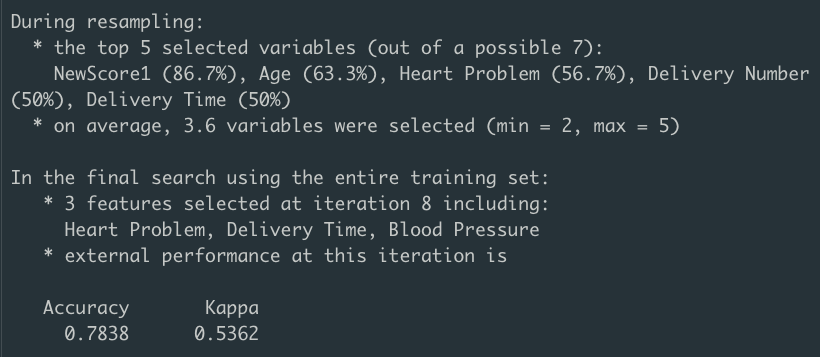 During resampling:
* the top 5 selected variables (out of a possible 7):
NewScore1 (86.7%), Age (63.3%), Heart Problem (56.7%), Delivery Number
(50%), Delivery Time (50%)
* on average, 3.6 variables were selected (min = 2, max = 5)
In the final search using the entire training set:
* 3 features selected at iteration 8 including:
Heart Problem, Delivery Time, Blood Pressure
* external performance at this iteration is
Accuracy Kappa
0.7838 0.5362